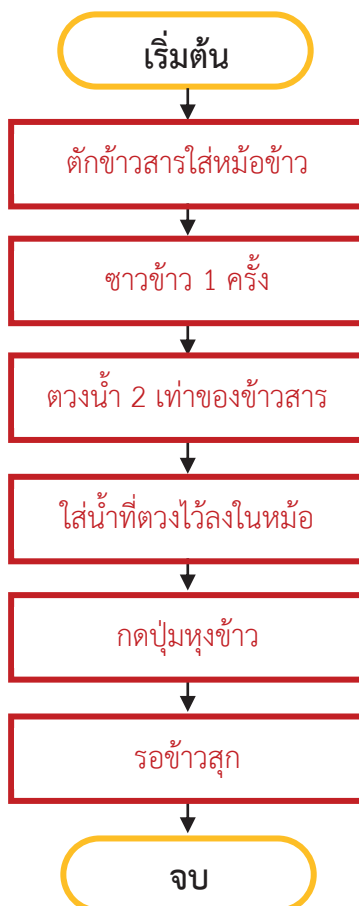 เริ่มต้น
ตักข้าวสารใส่หม้อข้าว
ซาวข้าว 1 ครั้ง
ตวงน้ำ 2 เท่าของข้าวสาร
ใส่น้ำที่ตวงไว้ลงในหม้อ
กดปุ่มหุงข้าว
รอข้าวสุก
จบ